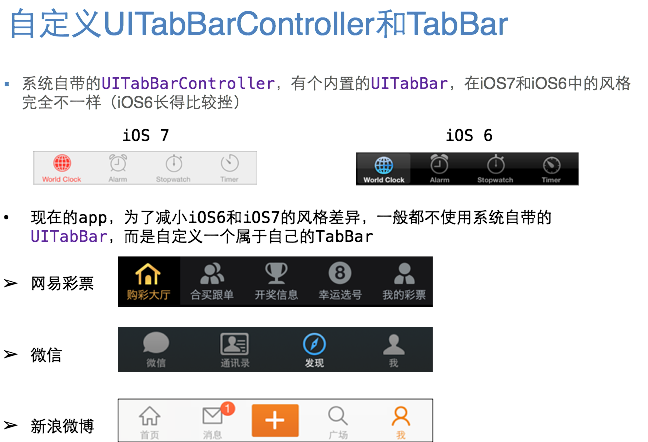 自定义UITabBarController和TabBar
系统自带的UITabBarController，有个内置的UITabBar，在iOS7和iOS6中的风格
完全不一样（iOS6长得比较挫）
iOS 7
iOS 6
World Clock Alarm Stopwatch Timer
World Clock Alarm Stopwatch Timer
现在的app，为了减小iOS6和iOS7的风格差异，一般都不使用系统自带的
UITabBar，而是自定义一个属于自己的TabBar
网易彩票
8
购彩大厅 合买跟单 开奖信息 幸运选号 我的彩票
微信
微信 通讯录 发现 我
新浪微博
1
首页 消息 广场 我